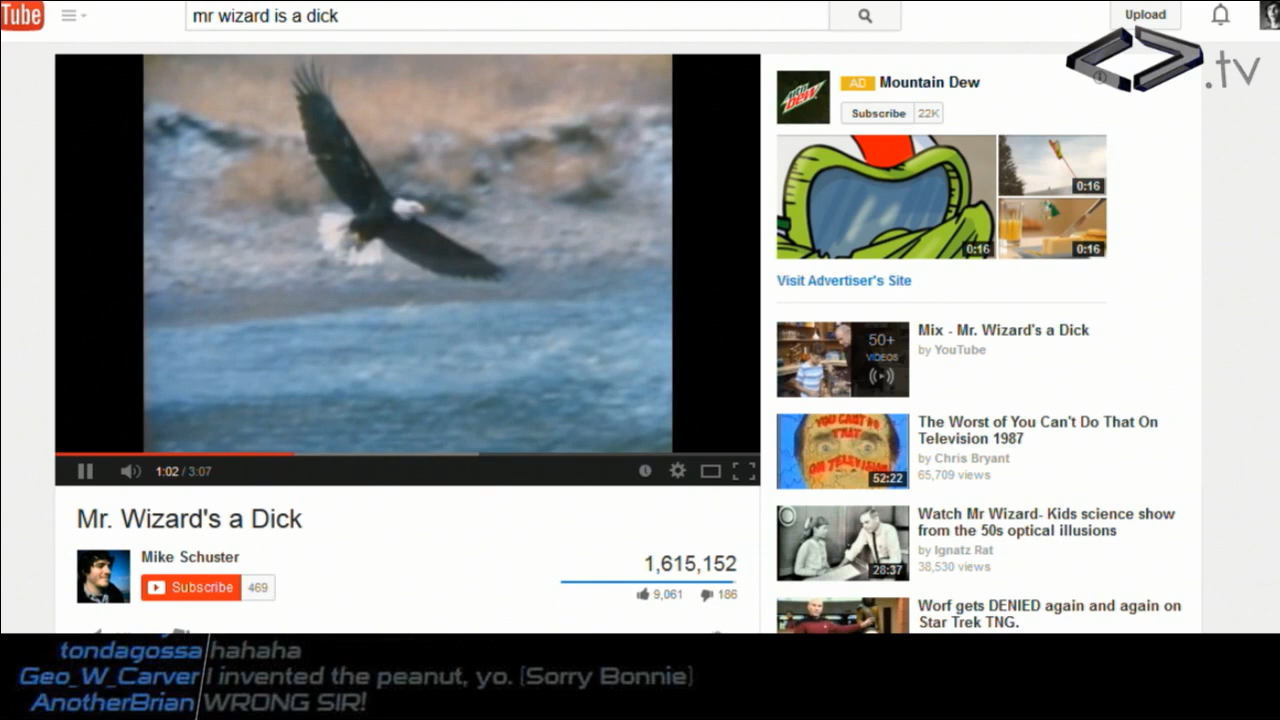 Tube
mr wizard is a dick
Upload
.tv
AD Mountain Dew
Subscribe 22K
0:16
0:16
0:16
Visit Advertiser's Site
50+
VIDEOS
Mix - Mr. Wizard's a Dick
by YouTube
YOU CAN'T DO
THAT
ON TELEVISION
52:22
The Worst of You Can't Do That On
Television 1987
by Chris Bryant
65,709 views
28:37
Watch Mr Wizard- Kids science show
from the 50s optical illusions
by Ignatz Rat
38,530 views
Worf gets DENIED again and again on
Star Trek TNG.
1:02 / 3:07
Mr. Wizard's a Dick
Mike Schuster
Subscribe 469
1,615,152
9,061 186
tondagossa hahaha
Geo_W_Carver I invented the peanut, yo. (Sorry Bonnie)
AnotherBrian WRONG SIR!